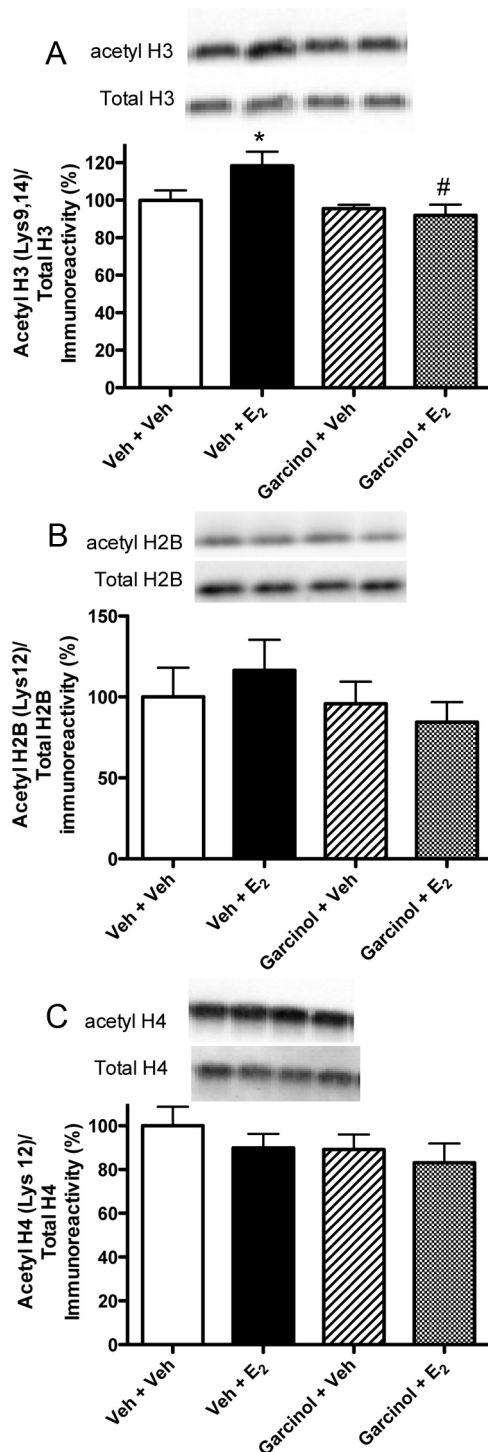 A
acetyl H3
Total H3
*
#
Acetyl H3 (Lys9,14)/
Total H3
Immunoreactivity (%)
120
100
80
60
40
20
0
Veh + Veh
Veh + E₂
Garcinol + Veh
Garcinol + E₂
B
acetyl H2B
Total H2B
Acetyl H2B (Lys12)/
Total H2B
immunoreactivity (%)
150
100
50
0
Veh + Veh
Veh + E₂
Garcinol + Veh
Garcinol + E₂
C
acetyl H4
Total H4
Acetyl H4 (Lys 12)/
Total H4
Immunoreactivity (%)
100
80
60
40
20
0
Veh + Veh
Veh + E₂
Garcinol + Veh
Garcinol + E₂